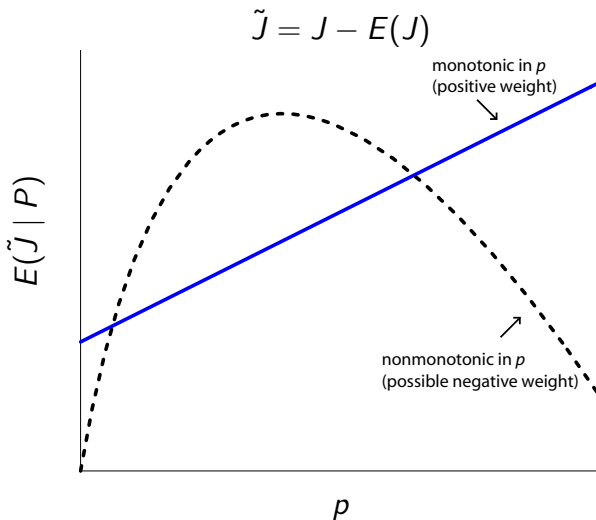 J̃ = J − E(J)
monotonic in p
(positive weight)
E(J̃ | P)
nonmonotonic in p
(possible negative weight)
p